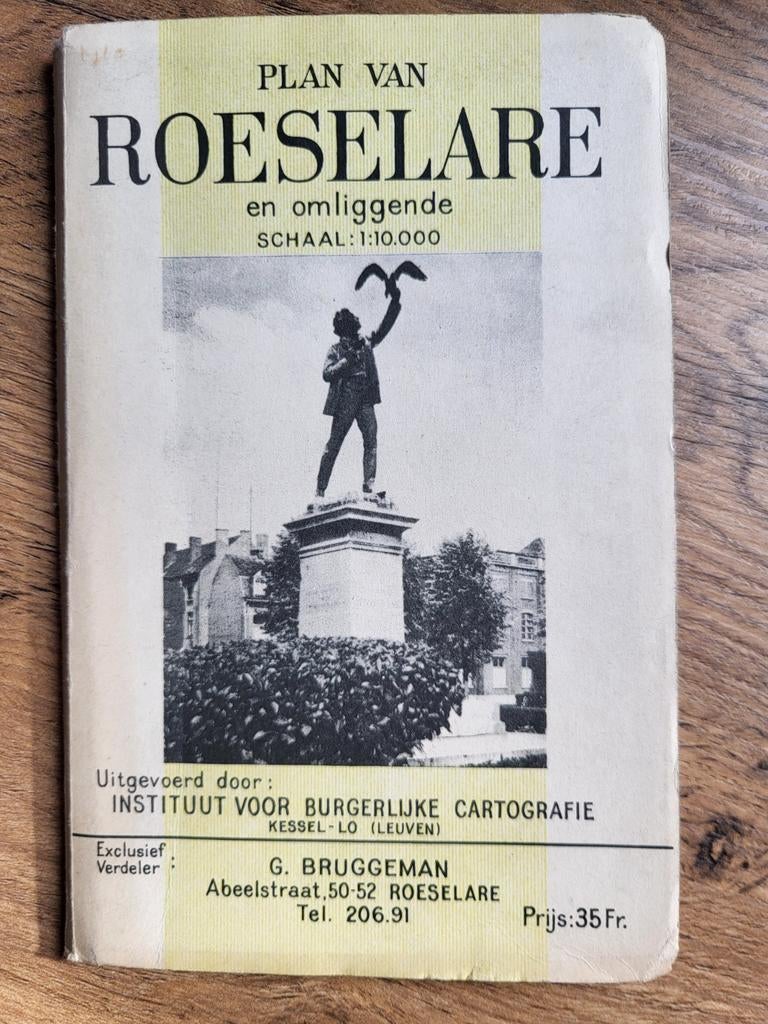 PLAN VAN
ROESELARE
en omliggende
SCHAAL: 1:10.000
Uitgevoerd door:
INSTITUUT VOOR BURGERLIJKE CARTOGRAFIE
KESSEL-LO (LEUVEN)
Exclusief
Verdeler :
G. BRUGGEMAN
Abeelstraat, 50-52 ROESELARE
Tel. 206.91
Prijs: 35 Fr.